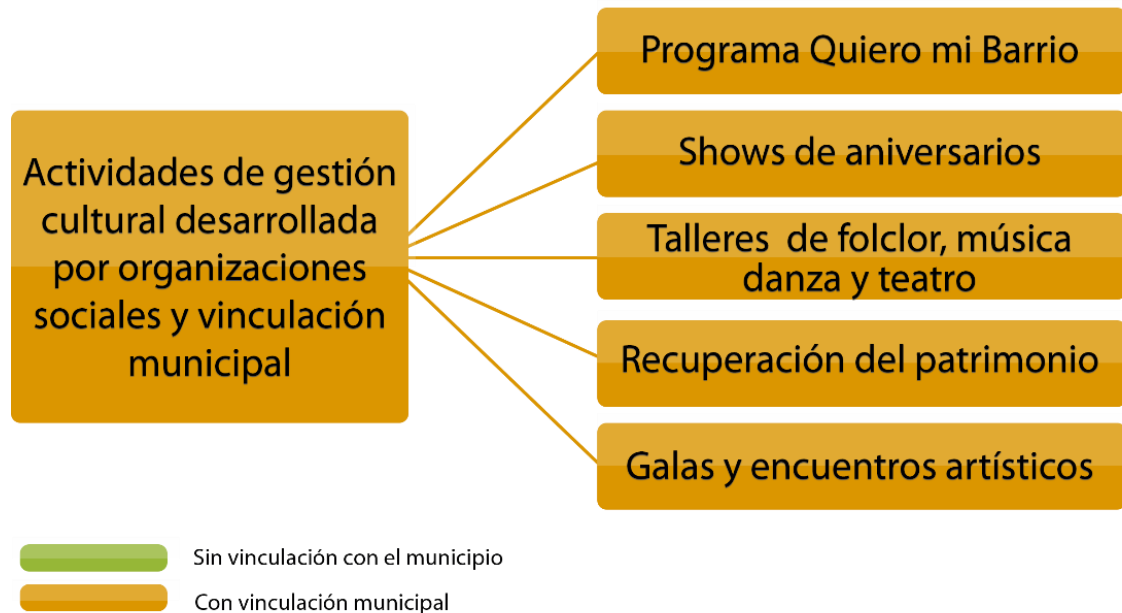 Programa Quiero mi Barrio
Actividades de gestión
cultural desarrollada
por organizaciones
sociales y vinculación
municipal
Shows de aniversarios
Talleres de folclor, música
danza y teatro
Recuperación del patrimonio
Galas y encuentros artísticos
Sin vinculación con el municipio
Con vinculación municipal